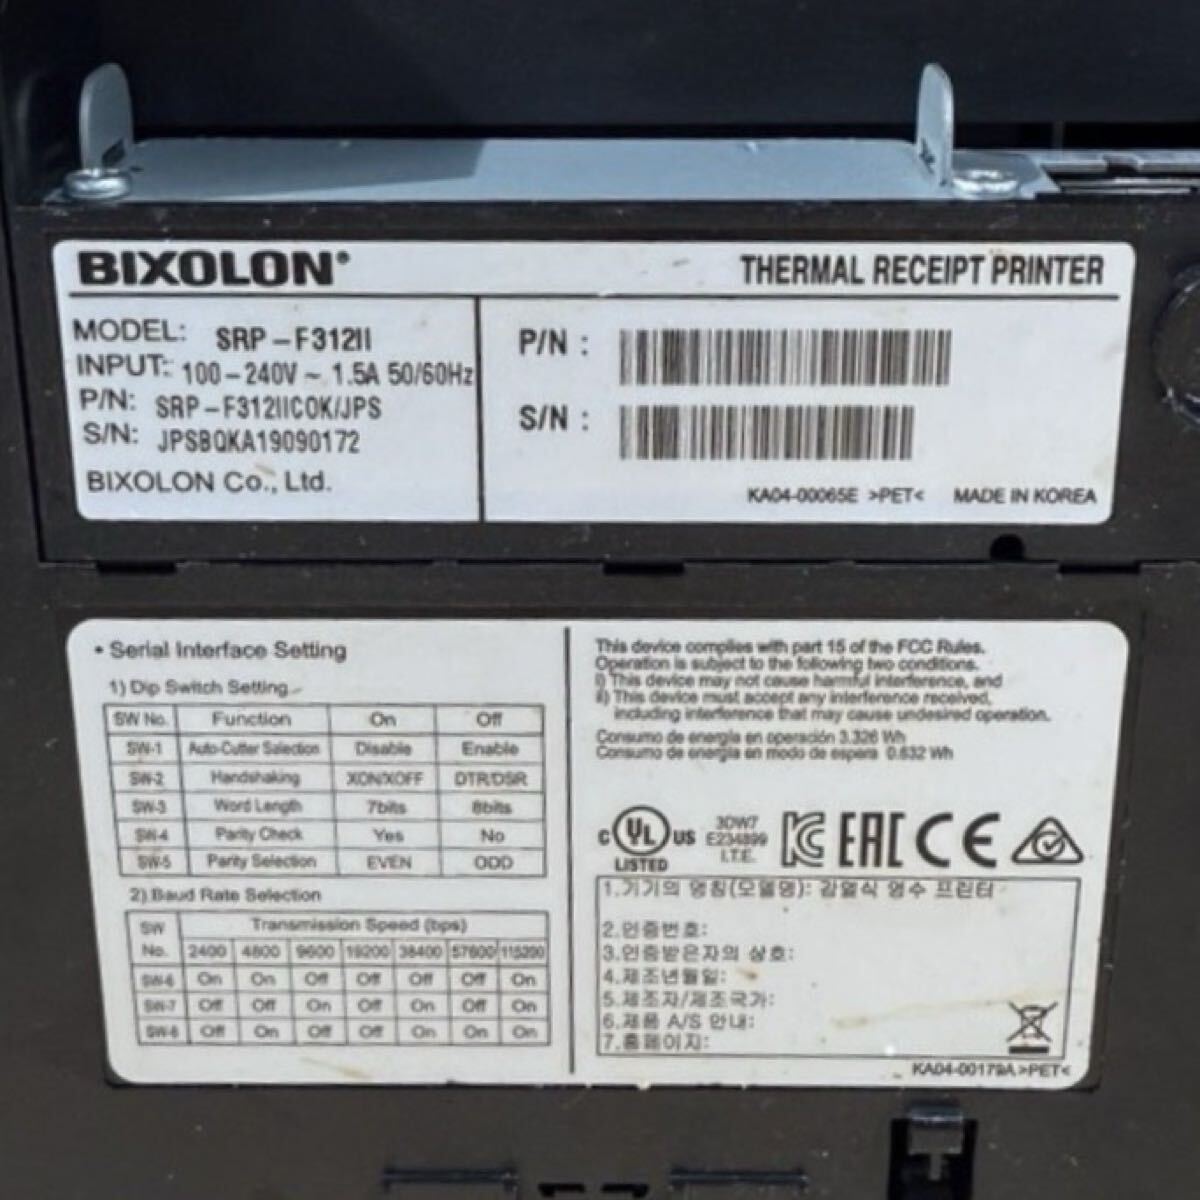 BIXOLON®
THERMAL RECEIPT PRINTER
MODEL: SRP-F312II
INPUT: 100-240V ~ 1.5A 50/60Hz
P/N: SRP-F312IICOK/JPS
S/N: JPSBQKA19090172
BIXOLON Co., Ltd.
P/N :
S/N :
KA04-00065E >PET< MADE IN KOREA
• Serial Interface Setting
1) Dip Switch Setting
SW No. Function On Off
SW-1 Auto-Cutter Selection Disable Enable
SW-2 Handshaking XON/XOFF DTR/DSR
SW-3 Word Length 7bits 8bits
SW-4 Parity Check Yes No
SW-5 Parity Selection EVEN ODD
2) Baud Rate Selection
SW No. Transmission Speed (bps)
2400 4800 9600 19200 38400 57600 115200
SW-6 On On On Off Off Off On
SW-7 Off Off Off Off Off On On
SW-8 Off On Off Off On On On
This device complies with part 15 of the FCC Rules.
Operation is subject to the following two conditions.
i) This device may not cause harmful interference, and
ii) This device must accept any interference received,
including interference that may cause undesired operation.
Consumo de energía en operación 3.326 Wh
Consumo de energía en modo de espera 0.632 Wh
C UL US
LISTED
3DW7
E234899
I.T.E.
EAC CE
1.기기의 명칭(모델명): 감열식 영수 프린터
2.인증번호:
3.인증받은자의 상호:
4.제조년월일:
5.제조자/제조국가:
6.제품 A/S 안내:
7.홈페이지:
KA04-00179A >PET<